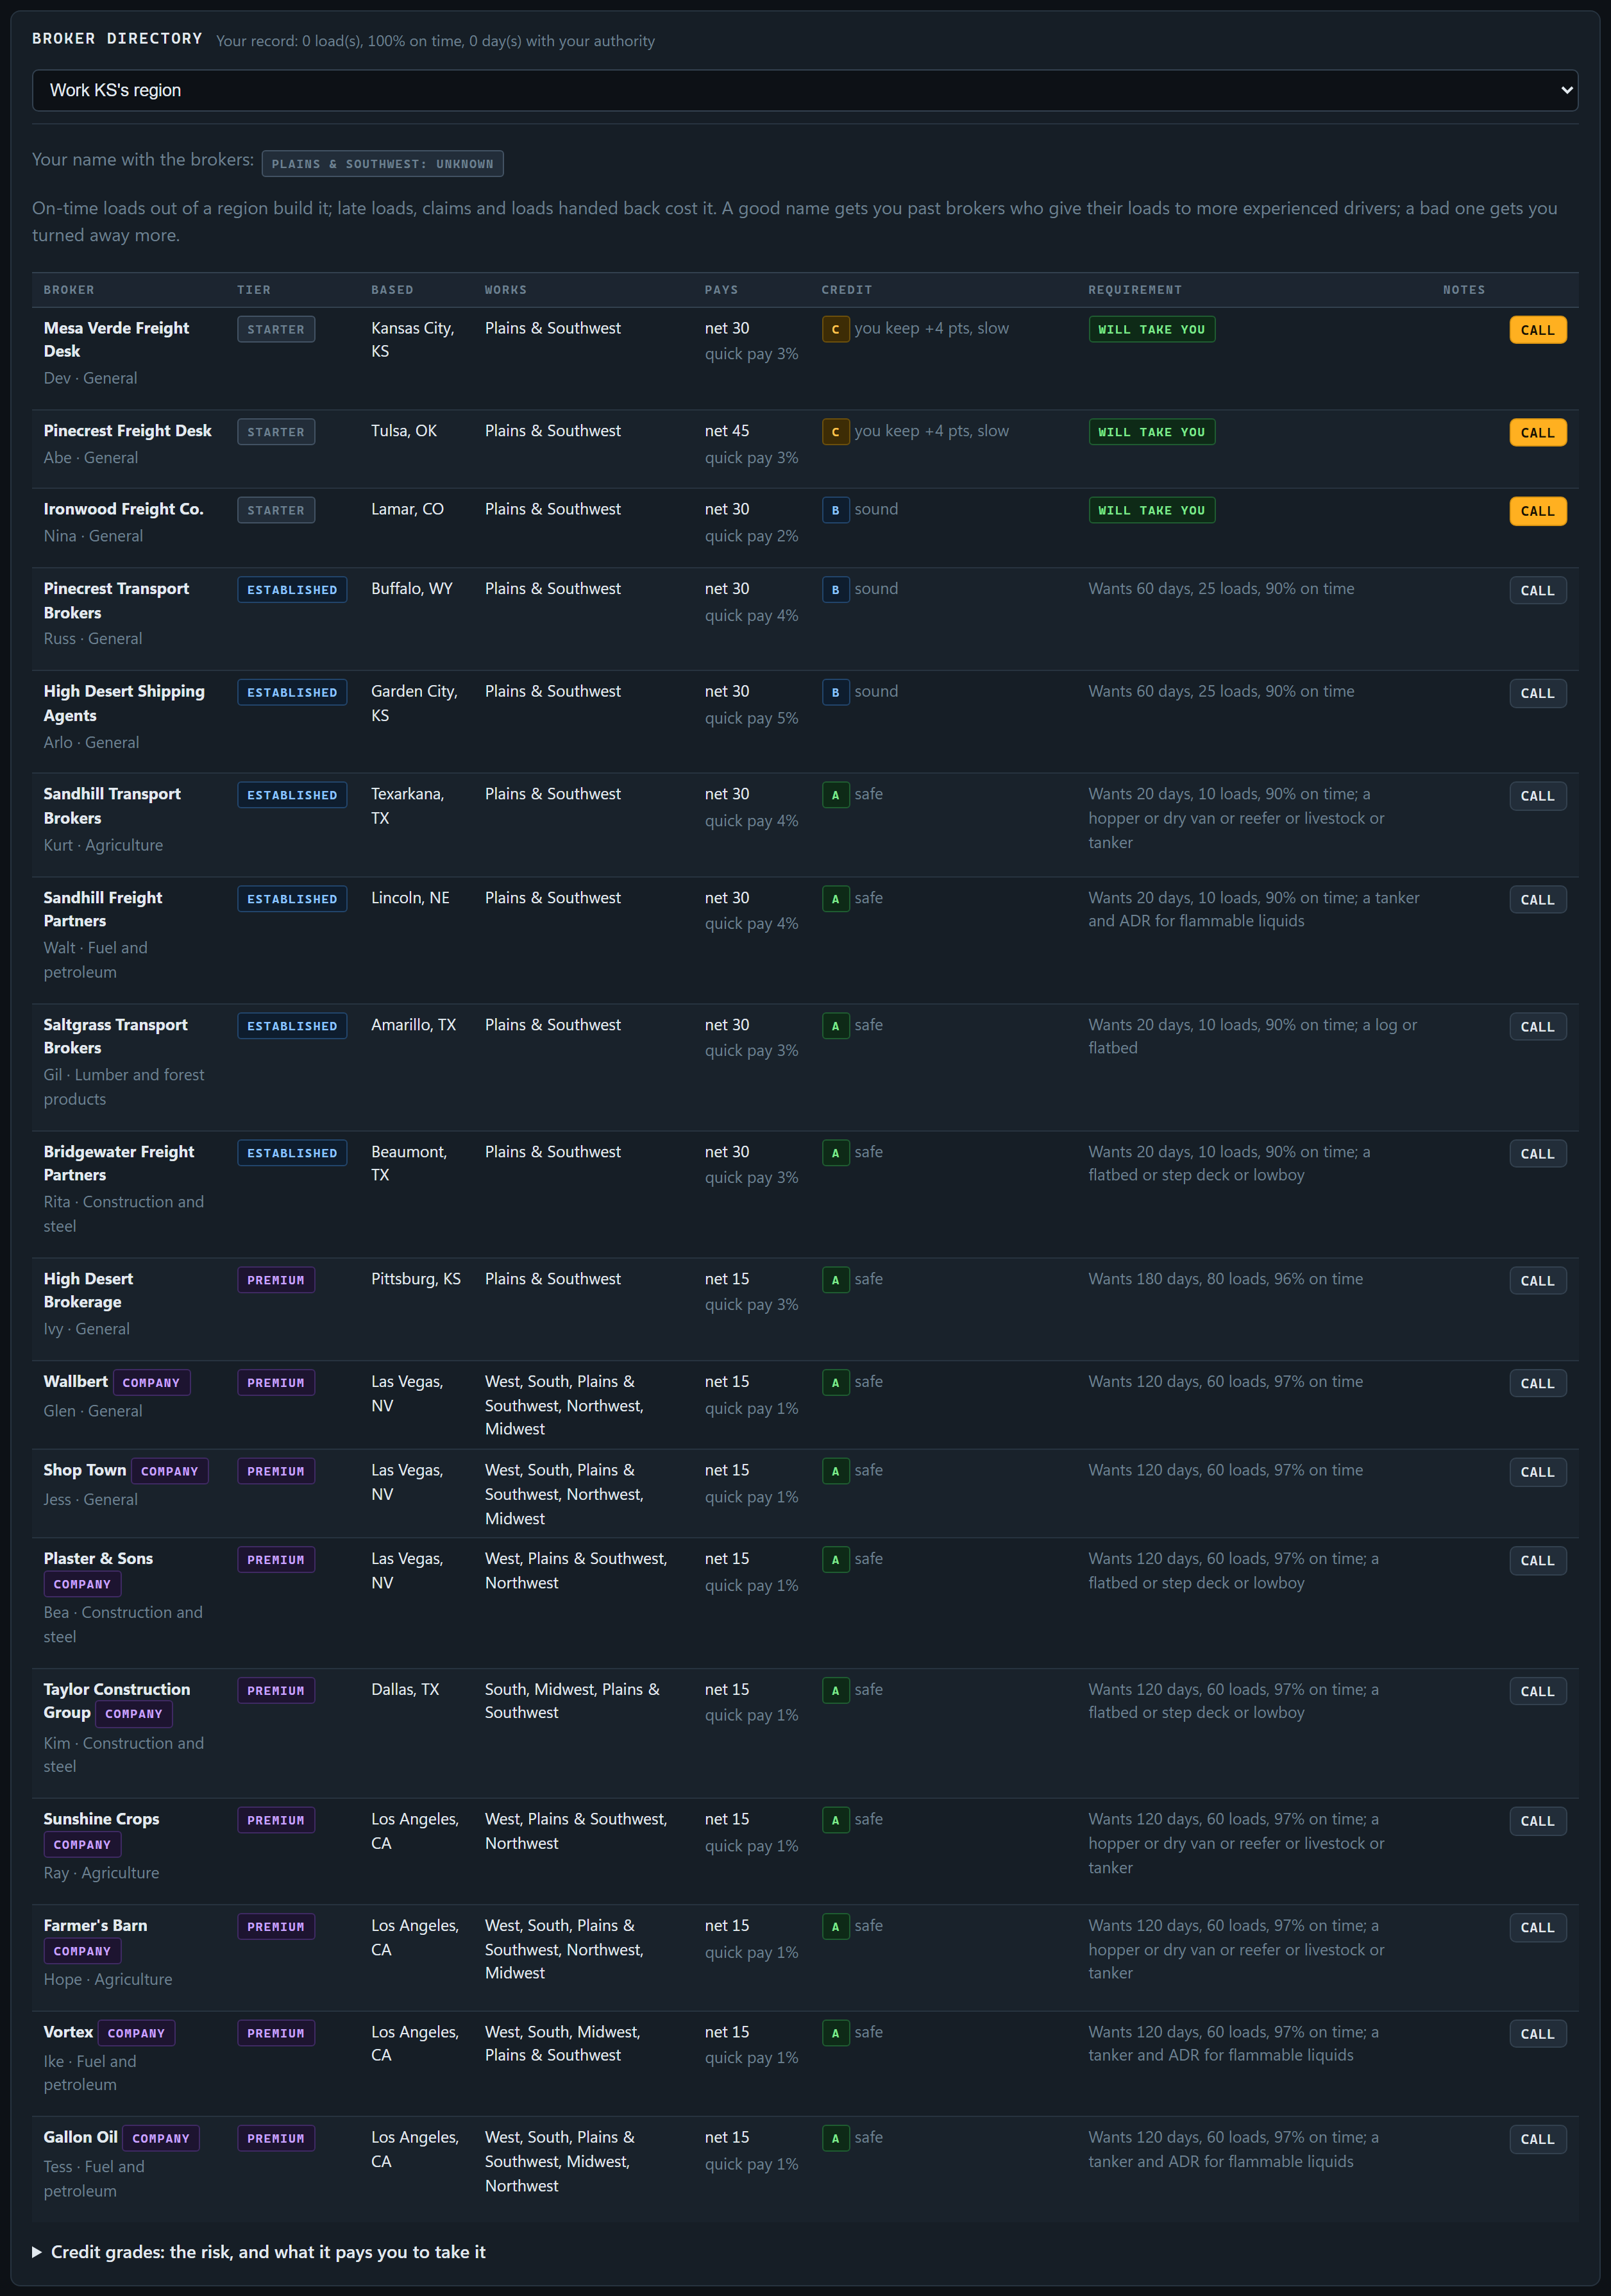 BROKER DIRECTORY Your record: 0 load(s), 100% on time, 0 day(s) with your authority
Work KS's region
Your name with the brokers: PLAINS & SOUTHWEST: UNKNOWN
On-time loads out of a region build it; late loads, claims and loads handed back cost it. A good name gets you past brokers who give their loads to more experienced drivers; a bad one gets you
turned away more.
BROKER TIER BASED WORKS PAYS CREDIT REQUIREMENT NOTES
Mesa Verde Freight STARTER Kansas City, Plains & Southwest net 30 C you keep +4 pts, slow WILL TAKE YOU CALL
Desk KS quick pay 3%
Dev · General
Pinecrest Freight Desk STARTER Tulsa, OK Plains & Southwest net 45 C you keep +4 pts, slow WILL TAKE YOU CALL
Abe · General quick pay 3%
Ironwood Freight Co. STARTER Lamar, CO Plains & Southwest net 30 B sound WILL TAKE YOU CALL
Nina · General quick pay 2%
Pinecrest Transport ESTABLISHED Buffalo, WY Plains & Southwest net 30 B sound Wants 60 days, 25 loads, 90% on time CALL
Brokers quick pay 4%
Russ · General
High Desert Shipping ESTABLISHED Garden City, Plains & Southwest net 30 B sound Wants 60 days, 25 loads, 90% on time CALL
Agents KS quick pay 5%
Arlo · General
Sandhill Transport ESTABLISHED Texarkana, Plains & Southwest net 30 A safe Wants 20 days, 10 loads, 90% on time; a CALL
Brokers TX quick pay 4% hopper or dry van or reefer or livestock or
Kurt · Agriculture tanker
Sandhill Freight ESTABLISHED Lincoln, NE Plains & Southwest net 30 A safe Wants 20 days, 10 loads, 90% on time; a tanker CALL
Partners quick pay 4% and ADR for flammable liquids
Walt · Fuel and
petroleum
Saltgrass Transport ESTABLISHED Amarillo, TX Plains & Southwest net 30 A safe Wants 20 days, 10 loads, 90% on time; a log or CALL
Brokers quick pay 3% flatbed
Gil · Lumber and forest
products
Bridgewater Freight ESTABLISHED Beaumont, Plains & Southwest net 30 A safe Wants 20 days, 10 loads, 90% on time; a CALL
Partners TX quick pay 3% flatbed or step deck or lowboy
Rita · Construction and
steel
High Desert PREMIUM Pittsburg, KS Plains & Southwest net 15 A safe Wants 180 days, 80 loads, 96% on time CALL
Brokerage quick pay 3%
Ivy · General
Wallbert COMPANY PREMIUM Las Vegas, West, South, Plains & net 15 A safe Wants 120 days, 60 loads, 97% on time CALL
Glen · General NV Southwest, Northwest, quick pay 1%
Midwest
Shop Town COMPANY PREMIUM Las Vegas, West, South, Plains & net 15 A safe Wants 120 days, 60 loads, 97% on time CALL
Jess · General NV Southwest, Northwest, quick pay 1%
Midwest
Plaster & Sons PREMIUM Las Vegas, West, Plains & Southwest, net 15 A safe Wants 120 days, 60 loads, 97% on time; a CALL
COMPANY NV Northwest quick pay 1% flatbed or step deck or lowboy
Bea · Construction and
steel
Taylor Construction PREMIUM Dallas, TX South, Midwest, Plains & net 15 A safe Wants 120 days, 60 loads, 97% on time; a CALL
Group COMPANY Southwest quick pay 1% flatbed or step deck or lowboy
Kim · Construction and
steel
Sunshine Crops PREMIUM Los Angeles, West, Plains & Southwest, net 15 A safe Wants 120 days, 60 loads, 97% on time; a CALL
COMPANY CA Northwest quick pay 1% hopper or dry van or reefer or livestock or
Ray · Agriculture tanker
Farmer's Barn PREMIUM Los Angeles, West, South, Plains & net 15 A safe Wants 120 days, 60 loads, 97% on time; a CALL
COMPANY CA Southwest, Northwest, quick pay 1% hopper or dry van or reefer or livestock or
Hope · Agriculture Midwest tanker
Vortex COMPANY PREMIUM Los Angeles, West, South, Midwest, net 15 A safe Wants 120 days, 60 loads, 97% on time; a CALL
Ike · Fuel and CA Plains & Southwest quick pay 1% tanker and ADR for flammable liquids
petroleum
Gallon Oil COMPANY PREMIUM Los Angeles, West, South, Plains & net 15 A safe Wants 120 days, 60 loads, 97% on time; a CALL
Tess · Fuel and CA Southwest, Midwest, quick pay 1% tanker and ADR for flammable liquids
petroleum Northwest
Credit grades: the risk, and what it pays you to take it